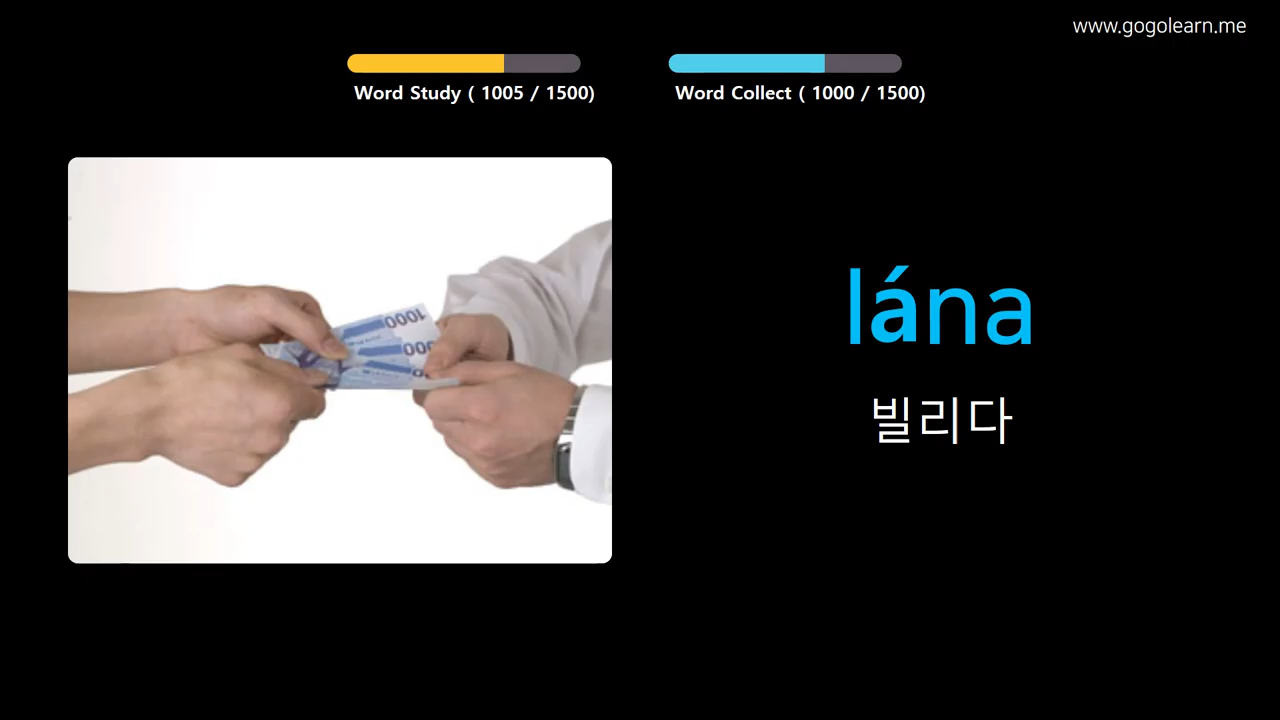 www.gogolearn.me
Word Study ( 1005 / 1500)
Word Collect ( 1000 / 1500)
1000
lána
빌리다